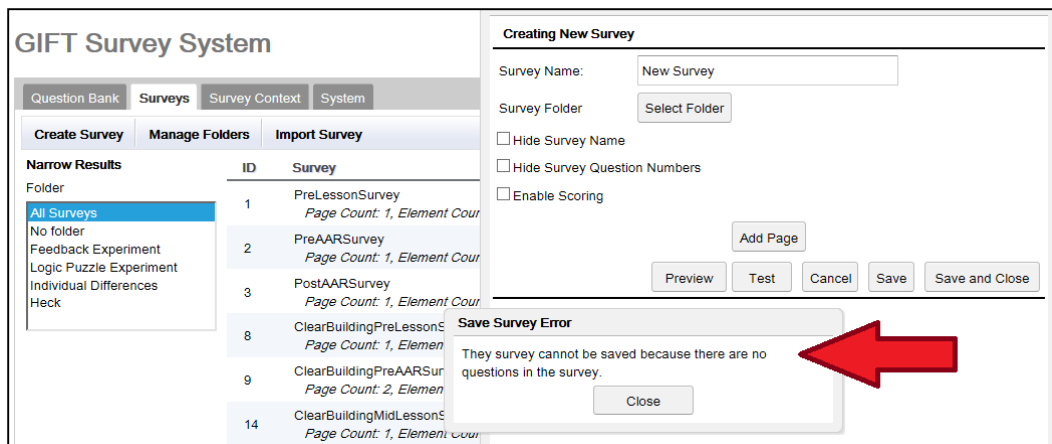 GIFT Survey System
Question Bank Surveys Survey Context System
Create Survey Manage Folders Import Survey
Narrow Results
Folder
All Surveys
No folder
Feedback Experiment
Logic Puzzle Experiment
Individual Differences
Heck
ID Survey
1 PreLessonSurvey
Page Count: 1, Element Cour
2 PreAARSurvey
Page Count: 1, Element Cour
3 PostAARSurvey
Page Count: 1, Element Cour
8 ClearBuildingPreLessonS
Page Count: 1, Elemen
9 ClearBuildingPreAARSur
Page Count: 2, Elemen
14 ClearBuildingMidLessonS
Page Count: 1, Element Cour
Creating New Survey
Survey Name: New Survey
Survey Folder Select Folder
Hide Survey Name
Hide Survey Question Numbers
Enable Scoring
Add Page
Preview Test Cancel Save Save and Close
Save Survey Error
They survey cannot be saved because there are no
questions in the survey.
Close